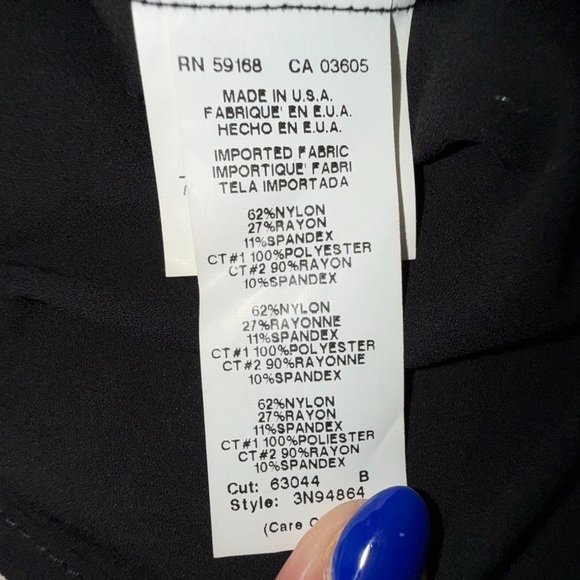 RN 59168 CA 03605
MADE IN U.S.A.
FABRIQUE' EN E.U.A.
HECHO EN E.U.A.
IMPORTED FABRIC
IMPORTIQUE' FABRI
TELA IMPORTADA
62%NYLON
27%RAYON
11%SPANDEX
CT#1 100%POLYESTER
CT#2 90%RAYON
10%SPANDEX
62%NYLON
27%RAYONNE
11%SPANDEX
CT#1 100%POLYESTER
CT#2 90%RAYONNE
10%SPANDEX
62%NYLON
27%RAYON
11%SPANDEX
CT#1 100%POLIESTER
CT#2 90%RAYON
10%SPANDEX
Cut: 63044 B
Style: 3N94864
(Care